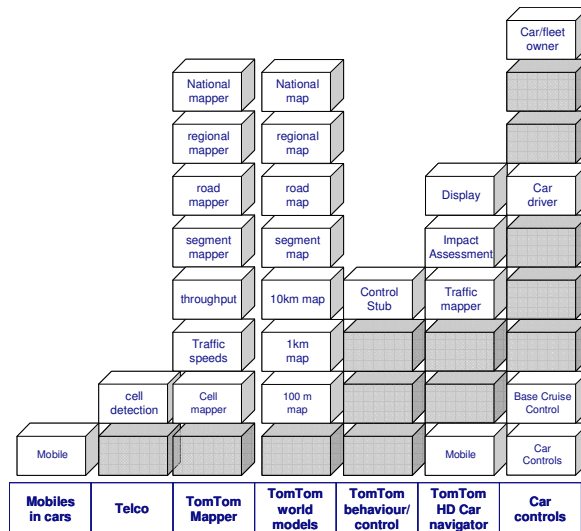 Car/fleet
owner
National
mapper
National
map
regional
mapper
regional
map
road
mapper
road
map
Display
Car
driver
segment
mapper
segment
map
Impact
Assessment
throughput
10km map
Control
Stub
Traffic
mapper
Traffic
speeds
1km
map
cell
detection
Cell
mapper
100 m
map
Base Cruise
Control
Mobile
Mobile
Car
Controls
Mobiles
in cars
Telco
TomTom
Mapper
TomTom
world
models
TomTom
behaviour/
control
TomTom
HD Car
navigator
Car
controls